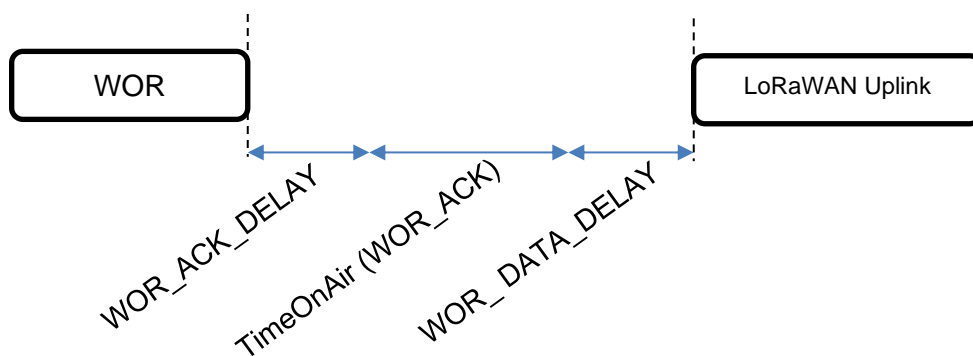 WOR
LoRaWAN Uplink
WOR_ACK_DELAY
TimeOnAir (WOR_ACK)
WOR_ DATA_DELAY